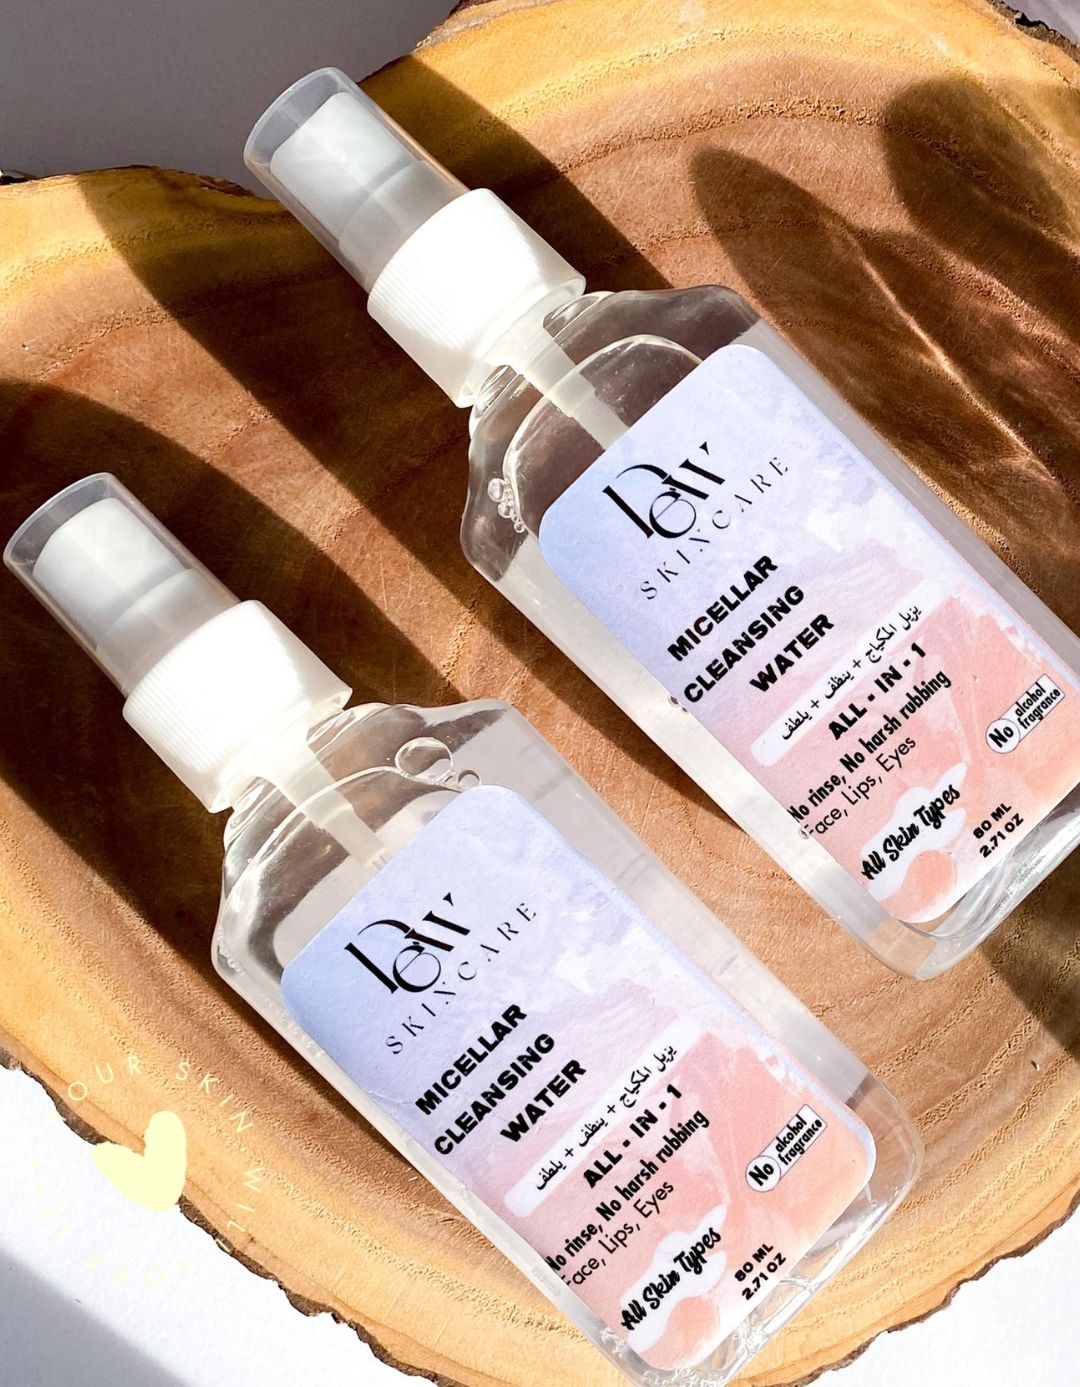 Dew
SKINCARE
MICELLAR
CLEANSING
WATER
يزيل المكياج + ينظف + يلطف
ALL - IN - 1
No rinse, No harsh rubbing
Face, Lips, Eyes
No alcohol
fragrance
All Skin Types
80 ML
2.71 OZ
Dew
SKINCARE
MICELLAR
CLEANSING
WATER
يزيل المكياج + ينظف + يلطف
ALL - IN - 1
No rinse, No harsh rubbing
Face, Lips, Eyes
No alcohol
fragrance
All Skin Types
80 ML
2.71 OZ
OUR SKIN WILL